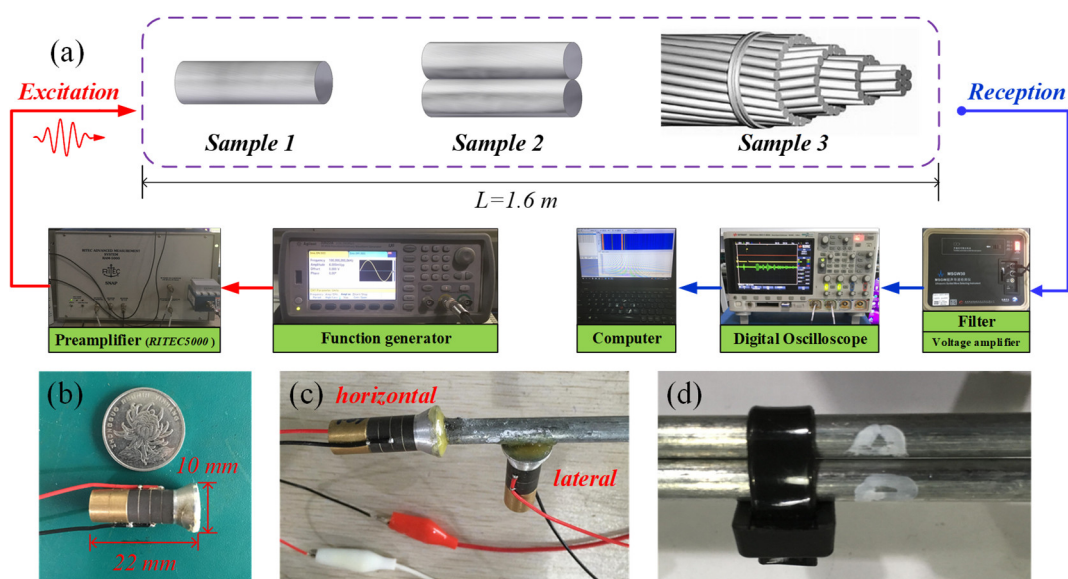 (a)
Excitation
Reception
Sample 1
Sample 2
Sample 3
L=1.6 m
Preamplifier (RITEC5000 )
Function generator
Computer
Digital Oscilloscope
Filter
Voltage amplifier
(b)
10 mm
22 mm
(c)
horizontal
lateral
(d)